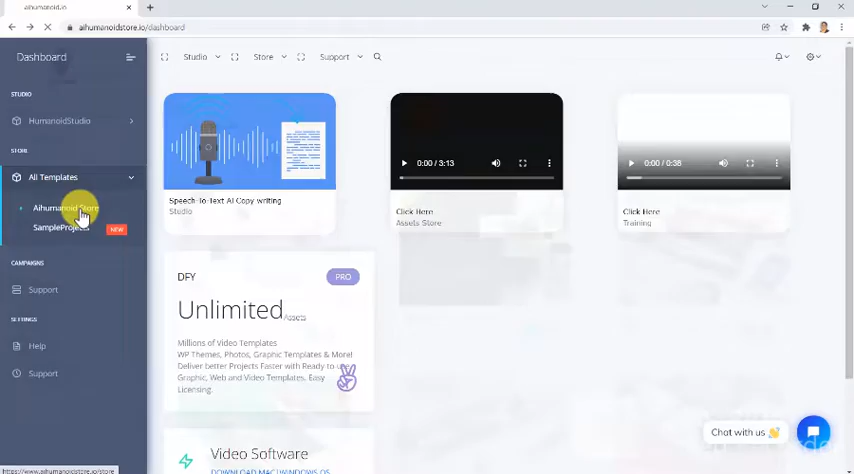 aihumanoid.io
aihumanoidstore.io/dashboard
Dashboard
Studio
Store
Support
STUDIO
HumanoidStudio
STORE
All Templates
Aihumanoid Store
SampleProjects
NEW
CAMPAIGNS
Support
SETTINGS
Help
Support
0:00 / 3:13
0:00 / 0:38
Speech-To-Text AI Copy writing
Studio
Click Here
Assets Store
Click Here
Training
DFY
PRO
Unlimited Assets
Millions of Video Templates
WP Themes, Photos, Graphic Templates & More!
Deliver better Projects Faster with Ready to use
Graphic, Web and Video Templates, Easy
Licensing.
Video Software
DOWNLOAD MAC|WINDOWS OS
Chat with us 👋
https://www.aihumanoidstore.io/store